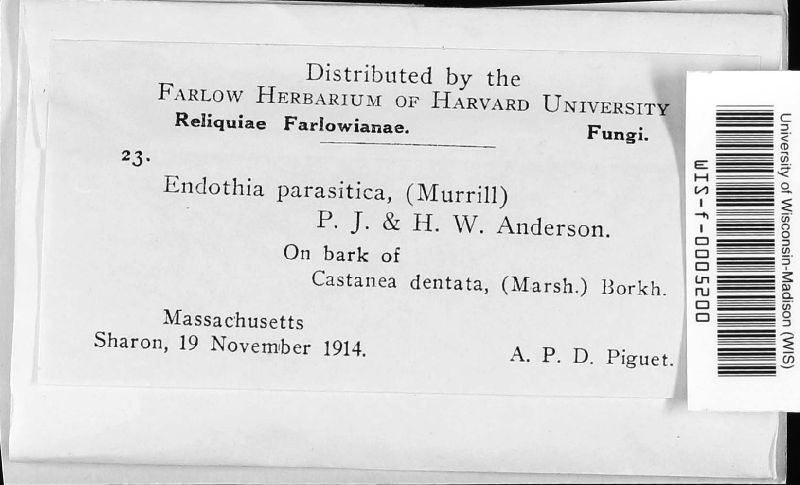 Distributed by the
FARLOW HERBARIUM OF HARVARD UNIVERSITY
Reliquiae Farlowianae. Fungi.
23.
Endothia parasitica, (Murrill)
P. J. & H. W. Anderson.
On bark of
Castanea dentata, (Marsh.) Borkh.
Massachusetts
Sharon, 19 November 1914. A. P. D. Piguet.
University of Wisconsin-Madison (WIS)
WIS-f-0005200